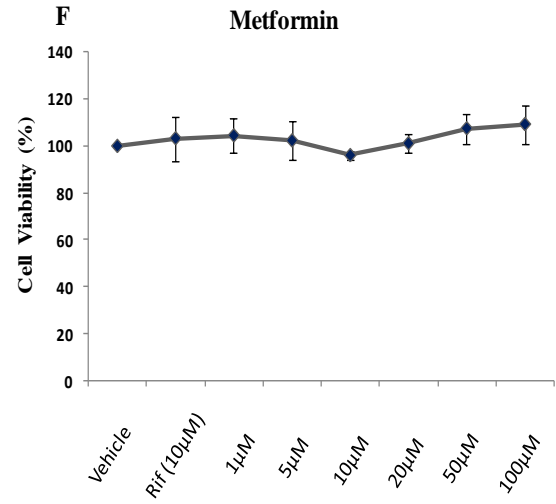 F
Metformin
140
120
100
80
60
40
20
0
Cell Viability (%)
Vehicle
Rif (10μM)
1μM
5μM
10μM
20μM
50μM
100μM